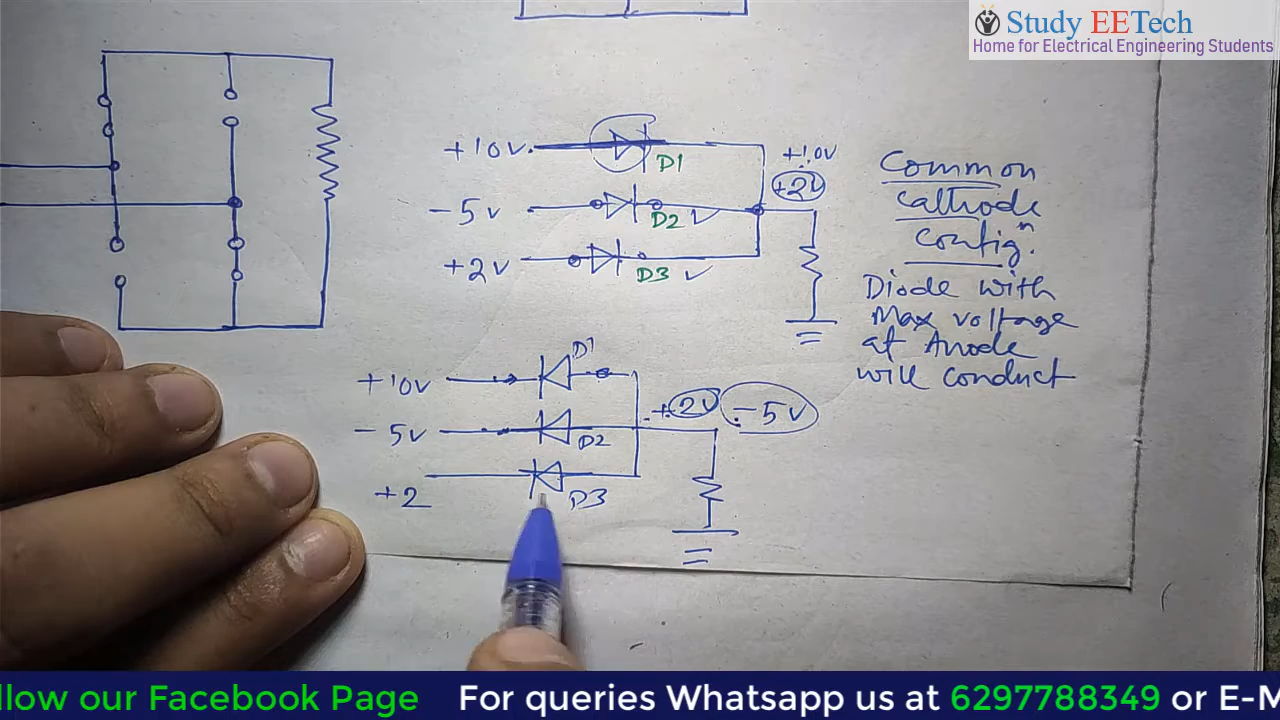 Study EETech
Home for Electrical Engineering Students
+10V
D1
+10V
+2V
-5V
D2
+2V
D3
Common
Cathode
Configⁿ.
Diode with
Max voltage
at Anode
will conduct
+10V
D1
-5V
D2
+2V
-5V
+2
D3
llow our Facebook Page For queries Whatsapp us at 6297788349 or E-M